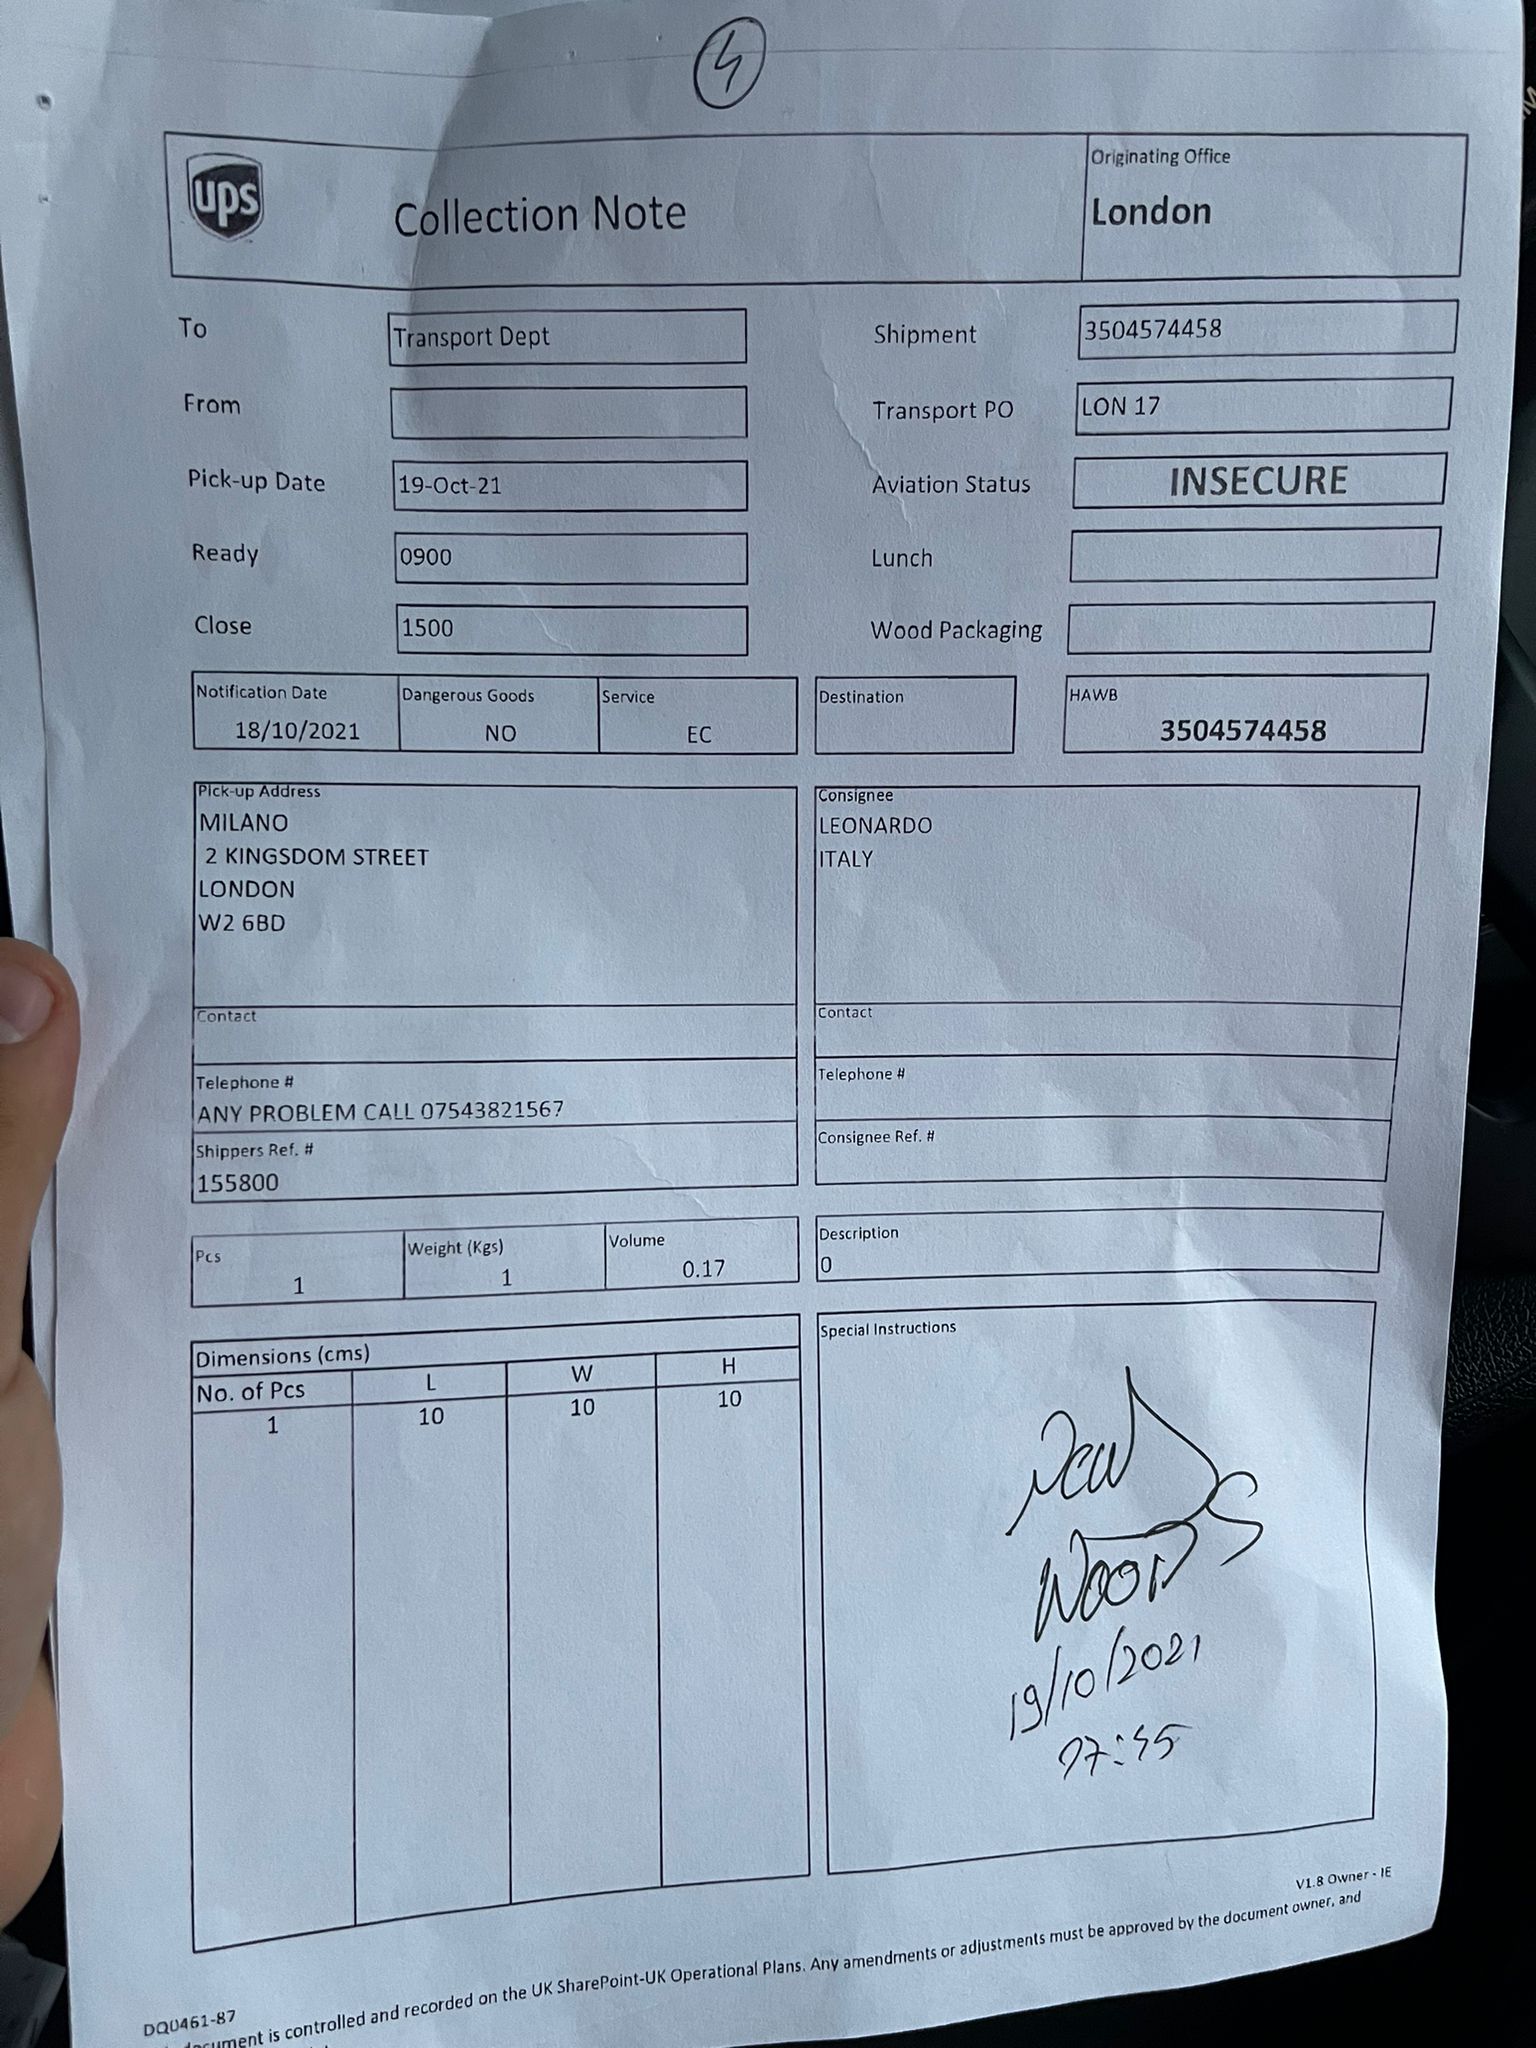 4
ups
Collection Note
Originating Office
London
To
Transport Dept
Shipment
3504574458
From
Transport PO
LON 17
Pick-up Date
19-Oct-21
Aviation Status
INSECURE
Ready
0900
Lunch
Close
1500
Wood Packaging
Notification Date
18/10/2021
Dangerous Goods
NO
Service
EC
Destination
HAWB
3504574458
Pick-up Address
MILANO
2 KINGSDOM STREET
LONDON
W2 6BD
Consignee
LEONARDO
ITALY
Contact
Contact
Telephone #
ANY PROBLEM CALL 07543821567
Telephone #
Shippers Ref. #
155800
Consignee Ref. #
Pcs
1
Weight (Kgs)
1
Volume
0.17
Description
0
Dimensions (cms)
No. of Pcs L W H
1 10 10 10
Special Instructions
WOODS
19/10/2021
V1.8 Owner - IE
DQ0461-87
document is controlled and recorded on the UK SharePoint-UK Operational Plans. Any amendments or adjustments must be approved by the document owner, and